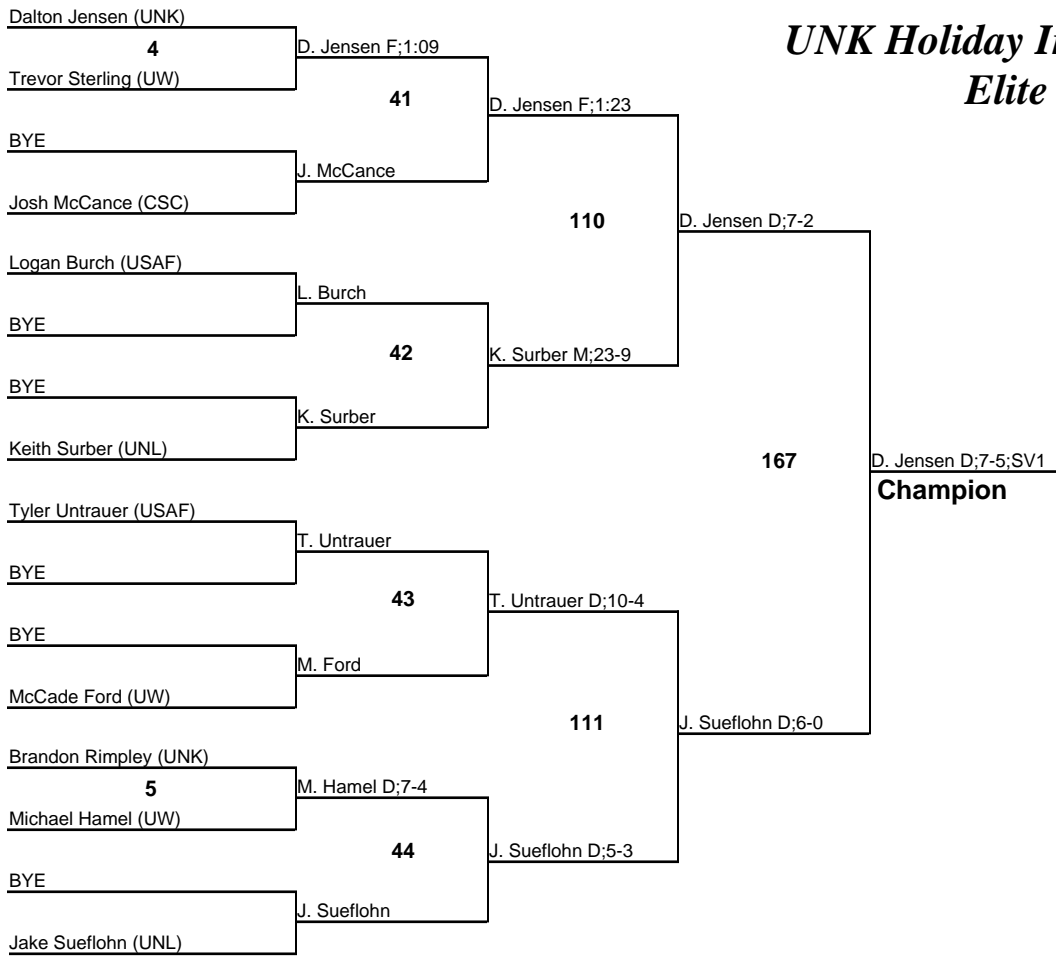 UNK Holiday I
Elite
Dalton Jensen (UNK)
4
Trevor Sterling (UW)
BYE
Josh McCance (CSC)
Logan Burch (USAF)
BYE
BYE
Keith Surber (UNL)
Tyler Untrauer (USAF)
BYE
BYE
McCade Ford (UW)
Brandon Rimpley (UNK)
5
Michael Hamel (UW)
BYE
Jake Sueflohn (UNL)
D. Jensen F;1:09
41
J. McCance
L. Burch
42
K. Surber
T. Untrauer
43
M. Ford
M. Hamel D;7-4
44
J. Sueflohn
D. Jensen F;1:23
110
K. Surber M;23-9
T. Untrauer D;10-4
111
J. Sueflohn D;5-3
D. Jensen D;7-2
167
J. Sueflohn D;6-0
D. Jensen D;7-5;SV1
Champion